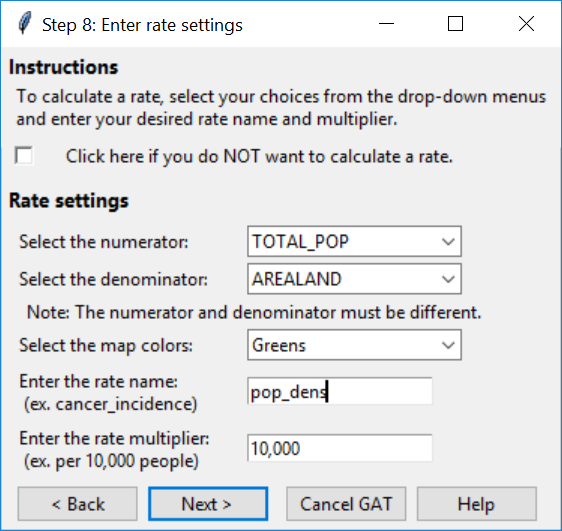 Step 8: Enter rate settings
Instructions
To calculate a rate, select your choices from the drop-down menus
and enter your desired rate name and multiplier.
Click here if you do NOT want to calculate a rate.
Rate settings
Select the numerator: TOTAL_POP
Select the denominator: AREALAND
Note: The numerator and denominator must be different.
Select the map colors: Greens
Enter the rate name:
(ex. cancer_incidence) pop_dens
Enter the rate multiplier:
(ex. per 10,000 people) 10,000
< Back Next > Cancel GAT Help